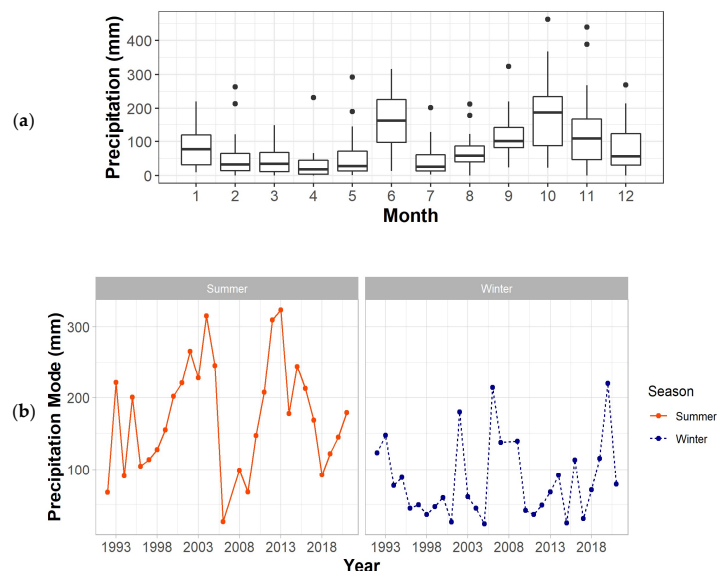 (a)
Precipitation (mm)
400
300
200
100
0
1 2 3 4 5 6 7 8 9 10 11 12
Month
(b)
Precipitation Mode (mm)
Summer Winter
300
200
100
1993 1998 2003 2008 2013 2018 1993 1998 2003 2008 2013 2018
Year
Season
Summer
Winter